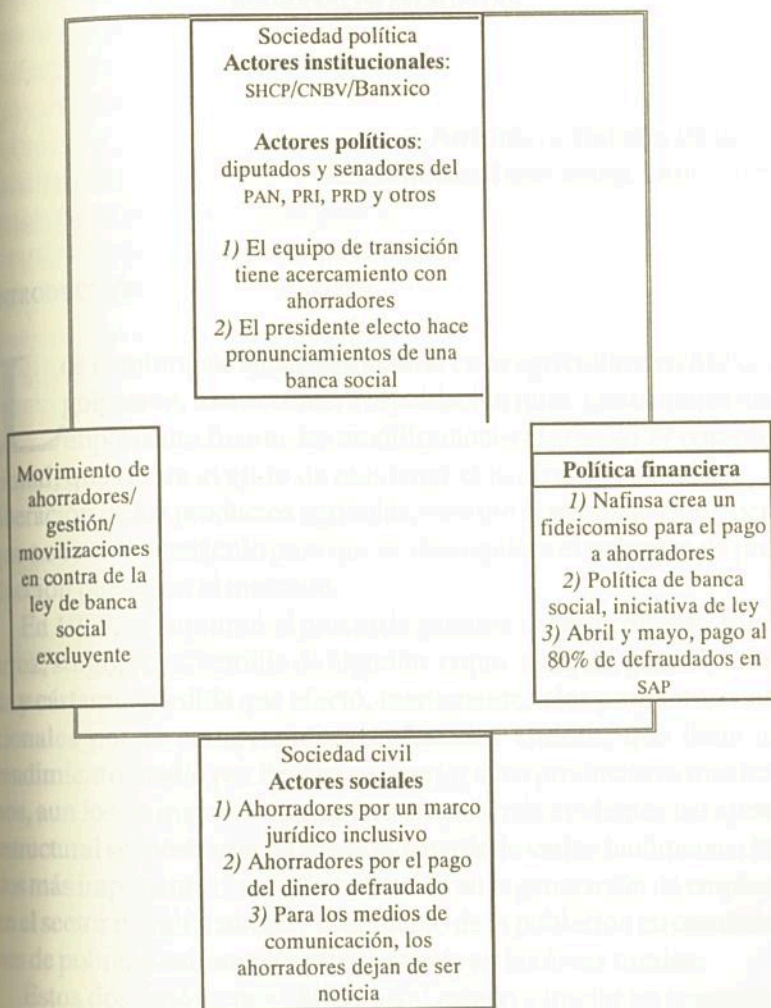 Sociedad política
Actores institucionales:
SHCP/CNBV/Banxico
Actores políticos:
diputados y senadores del
PAN, PRI, PRD y otros
1) El equipo de transición
tiene acercamiento con
ahorradores
2) El presidente electo hace
pronunciamientos de una
banca social
Movimiento de
ahorradores/
gestión/
movilizaciones
en contra de la
ley de banca
social
excluyente
Política financiera
1) Nafinsa crea un
fideicomiso para el pago
a ahorradores
2) Política de banca
social, iniciativa de ley
3) Abril y mayo, pago al
80% de defraudados en
SAP
Sociedad civil
Actores sociales
1) Ahorradores por un marco
jurídico inclusivo
2) Ahorradores por el pago
del dinero defraudado
3) Para los medios de
comunicación, los
ahorradores dejan de ser
noticia